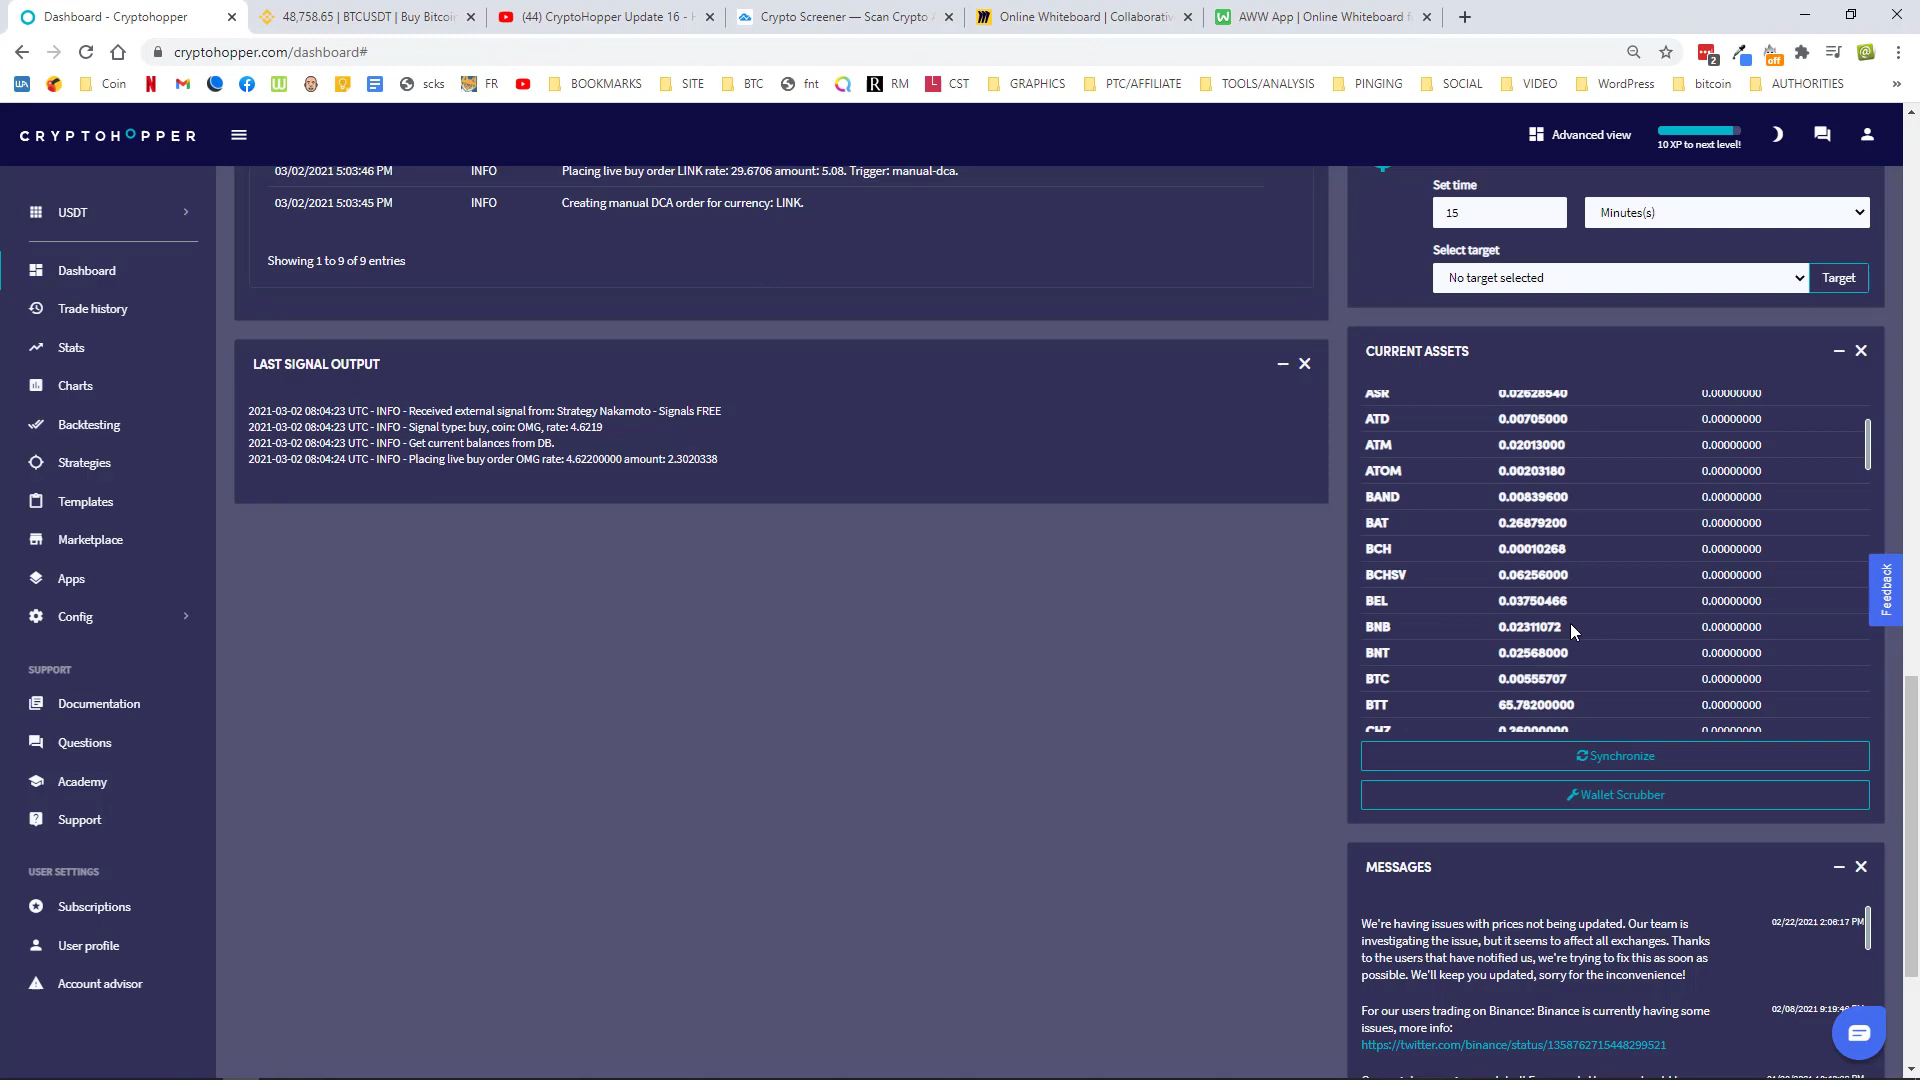 Dashboard - Cryptohopper
48,758.65 | BTCUSDT | Buy Bitcoin
(44) CryptoHopper Update 16 -
Crypto Screener — Scan Crypto
Online Whiteboard | Collaborativ
AWW App | Online Whiteboard f
cryptohopper.com/dashboard#
Coin
scks
FR
BOOKMARKS
SITE
BTC
fnt
RM
CST
GRAPHICS
PTC/AFFILIATE
TOOLS/ANALYSIS
PINGING
SOCIAL
VIDEO
WordPress
bitcoin
AUTHORITIES
CRYPTOHOPPER
Advanced view
10 XP to next level!
USDT
Dashboard
Trade history
Stats
Charts
Backtesting
Strategies
Templates
Marketplace
Apps
Config
SUPPORT
Documentation
Questions
Academy
Support
USER SETTINGS
Subscriptions
User profile
Account advisor
03/02/2021 5:03:46 PM INFO Placing live buy order LINK rate: 29.6706 amount: 5.08. Trigger: manual-dca.
03/02/2021 5:03:45 PM INFO Creating manual DCA order for currency: LINK.
Showing 1 to 9 of 9 entries
LAST SIGNAL OUTPUT
2021-03-02 08:04:23 UTC - INFO - Received external signal from: Strategy Nakamoto - Signals FREE
2021-03-02 08:04:23 UTC - INFO - Signal type: buy, coin: OMG, rate: 4.6219
2021-03-02 08:04:23 UTC - INFO - Get current balances from DB.
2021-03-02 08:04:24 UTC - INFO - Placing live buy order OMG rate: 4.62200000 amount: 2.3020338
Set time
15 Minutes(s)
Select target
No target selected Target
CURRENT ASSETS
ASR 0.02628540 0.00000000
ATD 0.00705000 0.00000000
ATM 0.02013000 0.00000000
ATOM 0.00203180 0.00000000
BAND 0.00839600 0.00000000
BAT 0.26879200 0.00000000
BCH 0.00010268 0.00000000
BCHSV 0.06256000 0.00000000
BEL 0.03750466 0.00000000
BNB 0.02311072 0.00000000
BNT 0.02568000 0.00000000
BTC 0.00555707 0.00000000
BTT 65.78200000 0.00000000
CHZ 0.26000000 0.00000000
Synchronize
Wallet Scrubber
Feedback
MESSAGES
We're having issues with prices not being updated. Our team is 02/22/2021 2:06:17 PM
investigating the issue, but it seems to affect all exchanges. Thanks
to the users that have notified us, we're trying to fix this as soon as
possible. We'll keep you updated, sorry for the inconvenience!
For our users trading on Binance: Binance is currently having some 02/08/2021 9:19:46
issues, more info:
https://twitter.com/binance/status/1358762715448299521